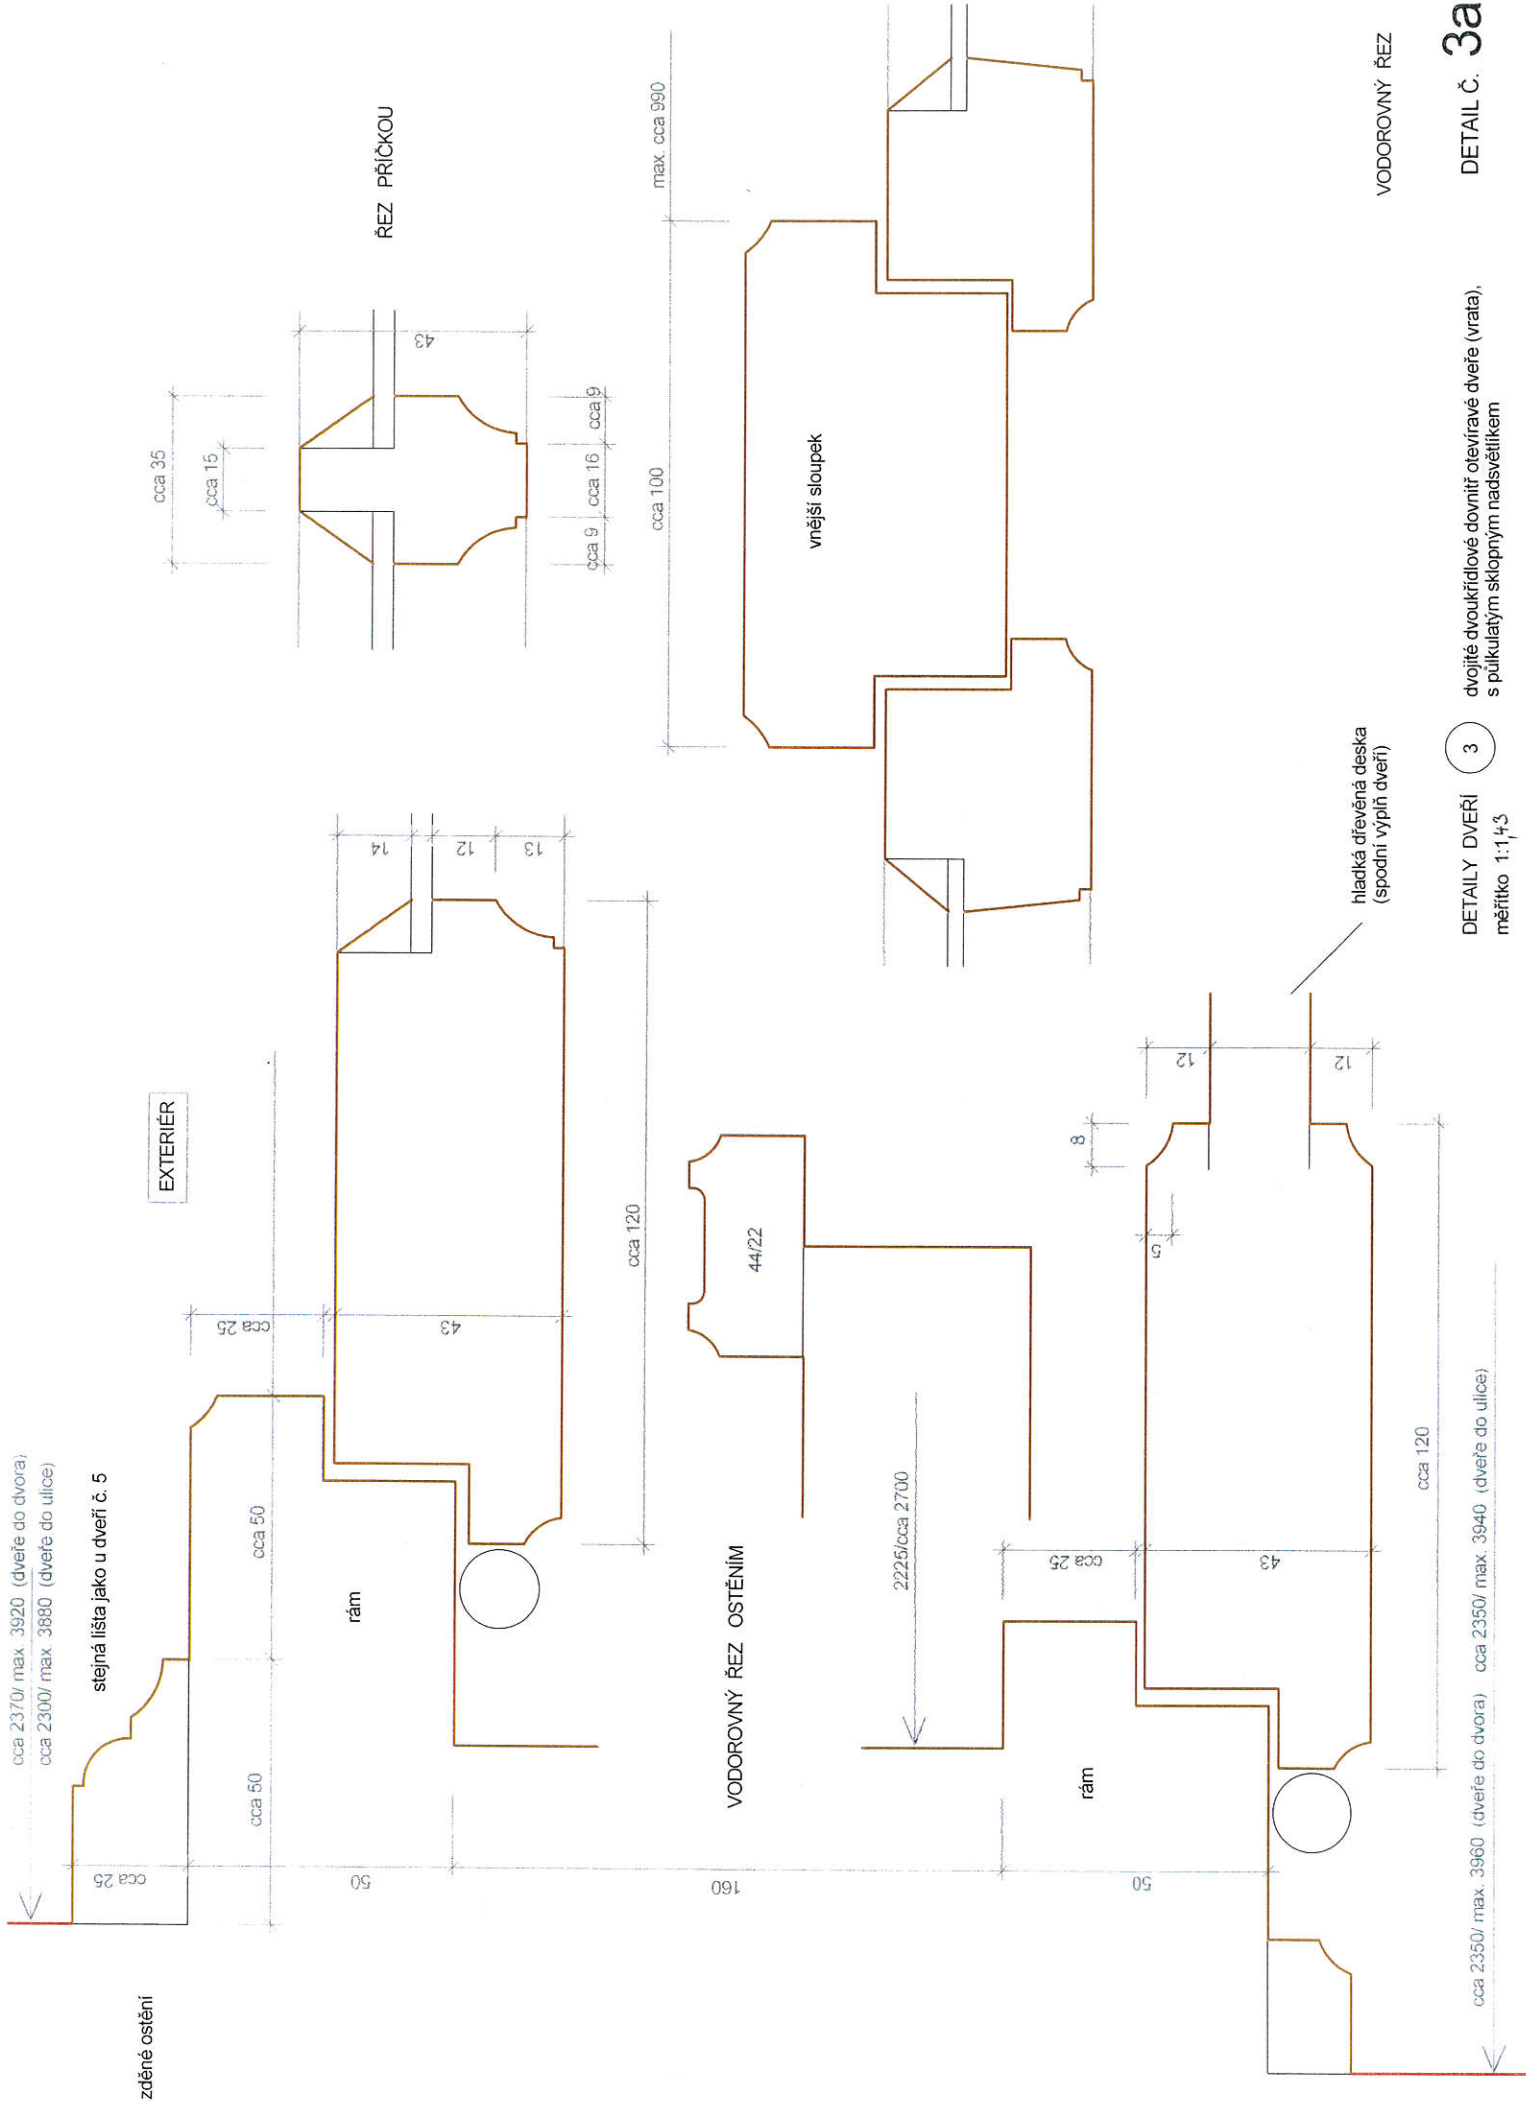 cca 2370/ max. 3920 (dveře do dvora)
cca 2300/ max. 3880 (dveře do ulice)
stejná lišta jako u dveří č. 5
zděné ostění
EXTERIÉR
cca 25
cca 50
cca 50
cca 25
rám
50
43
cca 120
14
12
13
cca 35
cca 15
43
cca 9
cca 16
cca 9
ŘEZ PŘÍČKOU
VODOROVNÝ ŘEZ OSTĚNÍM
160
44/22
2225/cca 2700
cca 100
max. cca 990
vnější sloupek
VODOROVNÝ ŘEZ
rám
50
cca 25
43
5
8
12
12
cca 120
hladká dřevěná deska
(spodní výplň dveří)
cca 2350/ max. 3960 (dveře do dvora)
cca 2350/ max. 3940 (dveře do ulice)
DETAILY DVEŘÍ
měřítko 1:1,43
3
dvojité dvoukřídlové dovnitř otevíravé dveře (vrata),
s půlkulatým sklopným nadsvětlíkem
DETAIL Č. 3a